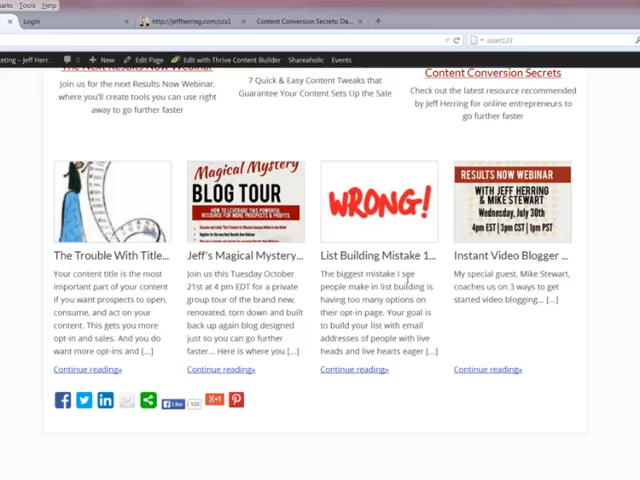 Tools Help
Login
http://jeffherring.com/ccs1
Content Conversion Secrets: Da...
start123
eting – Jeff Herr...
0
New
Edit Page
Edit with Thrive Content Builder
Shareaholic
Events
The Next Results Now Webinar
Join us for the next Results Now Webinar,
where you'll create tools you can use right
away to go further faster
7 Quick & Easy Content Tweaks that
Guarantee Your Content Sets Up the Sale
Content Conversion Secrets
Check out the latest resource recommended
by Jeff Herring for online entrepreneurs to
go further faster
Magical Mystery
BLOG TOUR
HOW TO LEVERAGE THIS POWERFUL
RESOURCE FOR MORE PROSPECTS & PROFITS
WRONG!
RESULTS NOW WEBINAR
WITH JEFF HERRING
& MIKE STEWART
Wednesday, July 30th
4pm EST|3pm CST|1pm PST
The Trouble With Title...
Your content title is the most
important part of your content
if you want prospects to open,
consume, and act on your
content. This gets you more
opt-in and sales. And you do
want more opt-ins and [...]
Continue reading»
Jeff's Magical Mystery...
Join us this Tuesday October
21st at 4 pm EDT for a private
group tour of the brand new,
renovated, torn down and built
back up again blog designed
just so you can go further
faster... Here is where you [...]
Continue reading»
List Building Mistake 1...
The biggest mistake I see
people make in list building is
having too many options on
their opt-in page. Your goal is
to build your list with email
addresses of people with live
heads and live hearts eager [...]
Continue reading»
Instant Video Blogger ...
My special guest, Mike Stewart,
coaches us on 3 ways to get
started video blogging... [...]
Continue reading»
Like